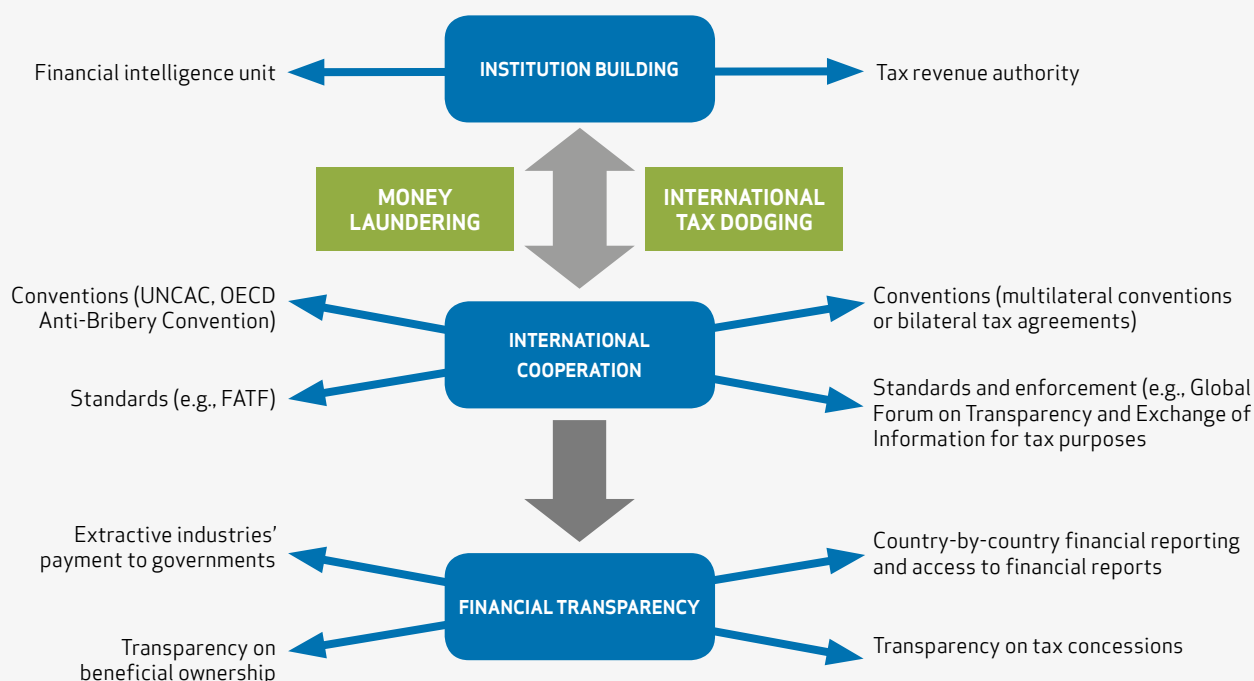 Financial intelligence unit
INSTITUTION BUILDING
Tax revenue authority
MONEY
LAUNDERING
INTERNATIONAL
TAX DODGING
Conventions (UNCAC, OECD
Anti-Bribery Convention)
Conventions (multilateral conventions
or bilateral tax agreements)
INTERNATIONAL
COOPERATION
Standards (e.g., FATF)
Standards and enforcement (e.g., Global
Forum on Transparency and Exchange of
Information for tax purposes
Extractive industries’
payment to governments
Country-by-country financial reporting
and access to financial reports
FINANCIAL TRANSPARENCY
Transparency on
beneficial ownership
Transparency on tax concessions